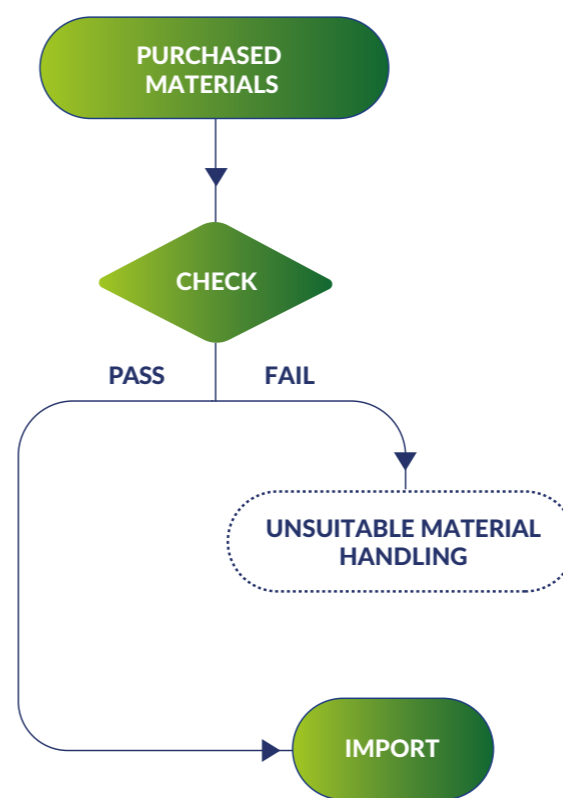 PURCHASED
MATERIALS
CHECK
PASS
FAIL
UNSUITABLE MATERIAL
HANDLING
IMPORT